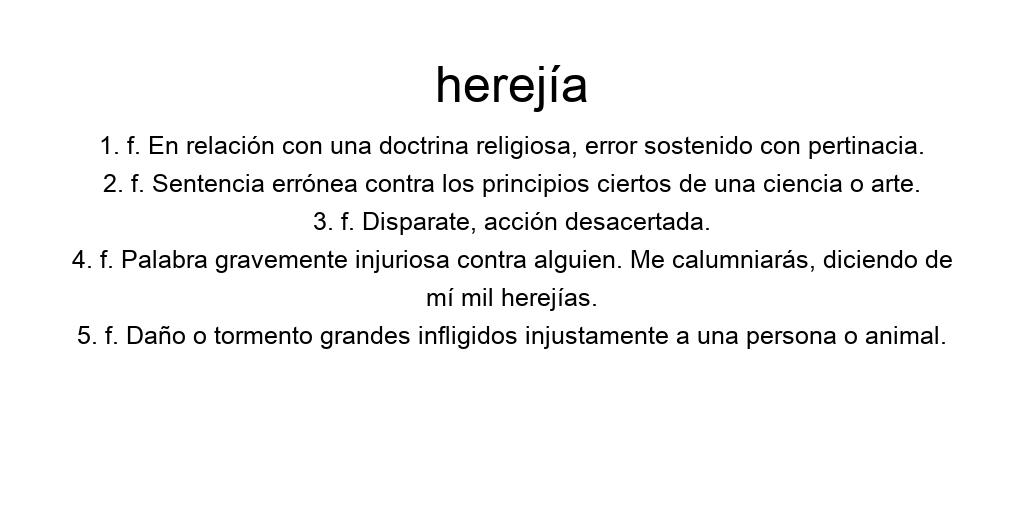 herejía
1. f. En relación con una doctrina religiosa, error sostenido con pertinacia.
2. f. Sentencia errónea contra los principios ciertos de una ciencia o arte.
3. f. Disparate, acción desacertada.
4. f. Palabra gravemente injuriosa contra alguien. Me calumniarás, diciendo de
mí mil herejías.
5. f. Daño o tormento grandes infligidos injustamente a una persona o animal.